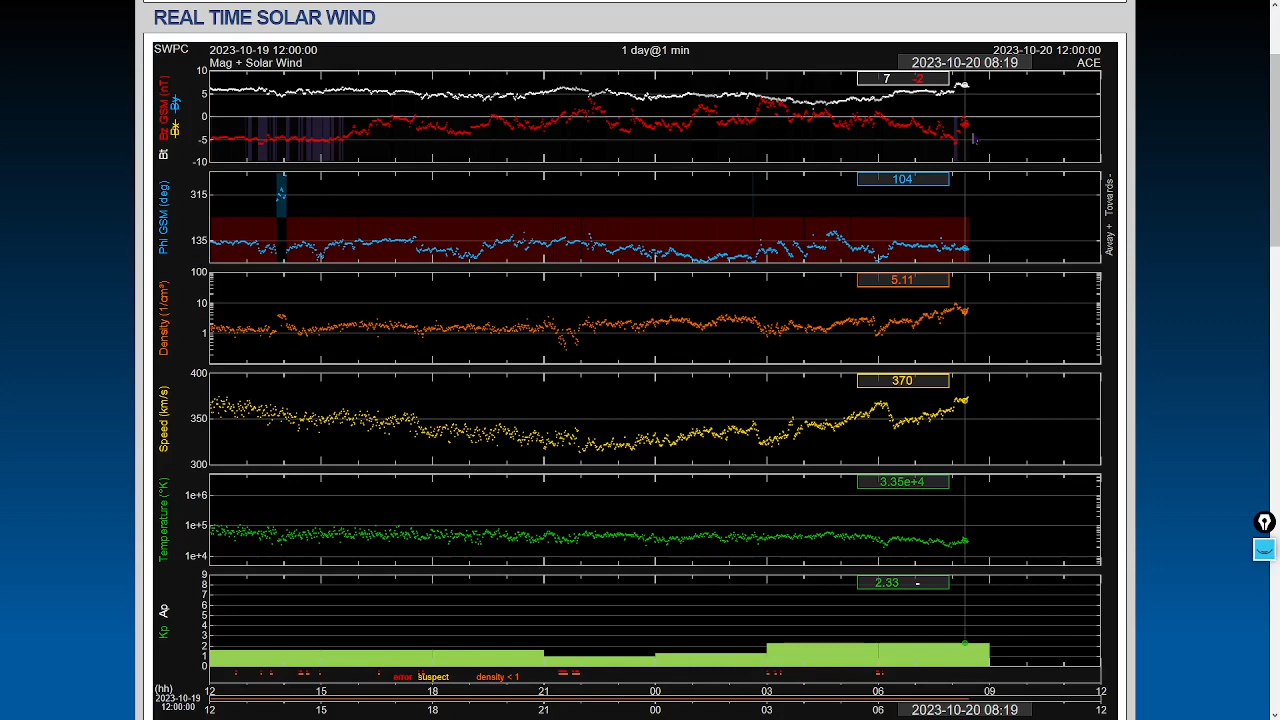 REAL TIME SOLAR WIND
SWPC 2023-10-19 12:00:00 1 day@1 min 2023-10-20 12:00:00
Mag + Solar Wind 2023-10-20 08:19 ACE
Bt Bx By Bz GSM (nT)
10
5
0
-5
-10
7 -2
Phi GSM (deg)
315
135
104
Away + Towards -
Density (1/cm³)
100
10
1
5.11
Speed (km/s)
400
350
300
370
Temperature (°K)
1e+6
1e+5
1e+4
3.35e+4
Kp Ap
9
8
7
6
5
4
3
2
1
0
2.33 -
error suspect density < 1
(hh) 12 15 18 21 00 03 06 09 12
2023-10-19
12:00:00 12 15 18 21 00 03 06 2023-10-20 08:19 12